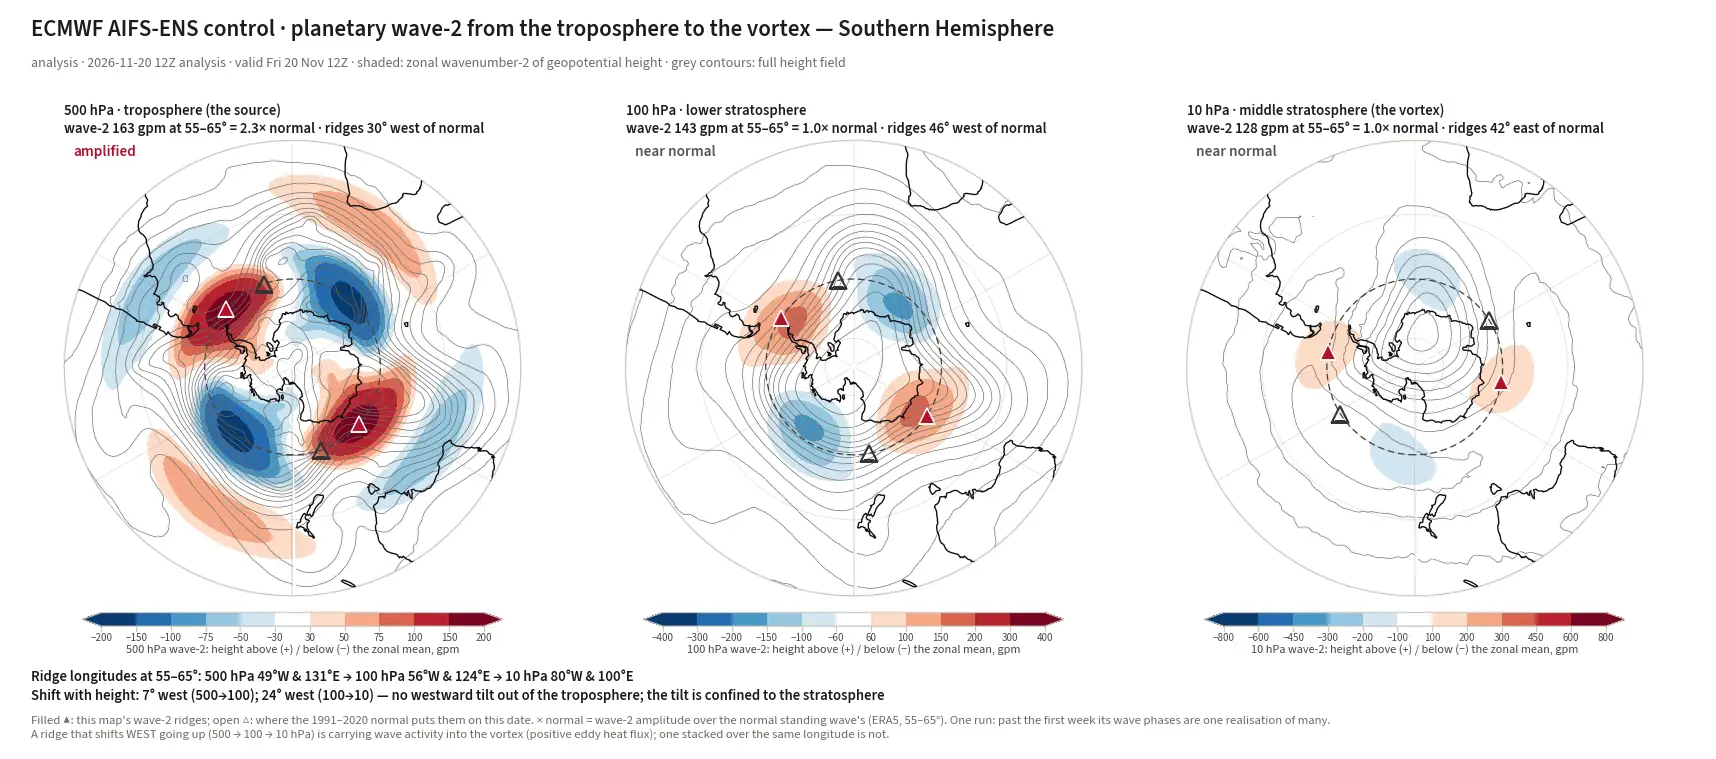 ECMWF AIFS-ENS control · planetary wave-2 from the troposphere to the vortex — Southern Hemisphere
analysis · 2026-11-20 12Z analysis · valid Fri 20 Nov 12Z · shaded: zonal wavenumber-2 of geopotential height · grey contours: full height field
500 hPa · troposphere (the source)
wave-2 163 gpm at 55–65° = 2.3× normal · ridges 30° west of normal
amplified
100 hPa · lower stratosphere
wave-2 143 gpm at 55–65° = 1.0× normal · ridges 46° west of normal
near normal
10 hPa · middle stratosphere (the vortex)
wave-2 128 gpm at 55–65° = 1.0× normal · ridges 42° east of normal
near normal
−200 −150 −100 −75 −50 −30 30 50 75 100 150 200
500 hPa wave-2: height above (+) / below (−) the zonal mean, gpm
−400 −300 −200 −150 −100 −60 60 100 150 200 300 400
100 hPa wave-2: height above (+) / below (−) the zonal mean, gpm
−800 −600 −450 −300 −200 −100 100 200 300 450 600 800
10 hPa wave-2: height above (+) / below (−) the zonal mean, gpm
Ridge longitudes at 55–65°: 500 hPa 49°W & 131°E → 100 hPa 56°W & 124°E → 10 hPa 80°W & 100°E
Shift with height: 7° west (500→100); 24° west (100→10) — no westward tilt out of the troposphere; the tilt is confined to the stratosphere
Filled ▲: this map's wave-2 ridges; open △: where the 1991–2020 normal puts them on this date. × normal = wave-2 amplitude over the normal standing wave's (ERA5, 55–65°). One run: past the first week its wave phases are one realisation of many.
A ridge that shifts WEST going up (500 → 100 → 10 hPa) is carrying wave activity into the vortex (positive eddy heat flux); one stacked over the same longitude is not.